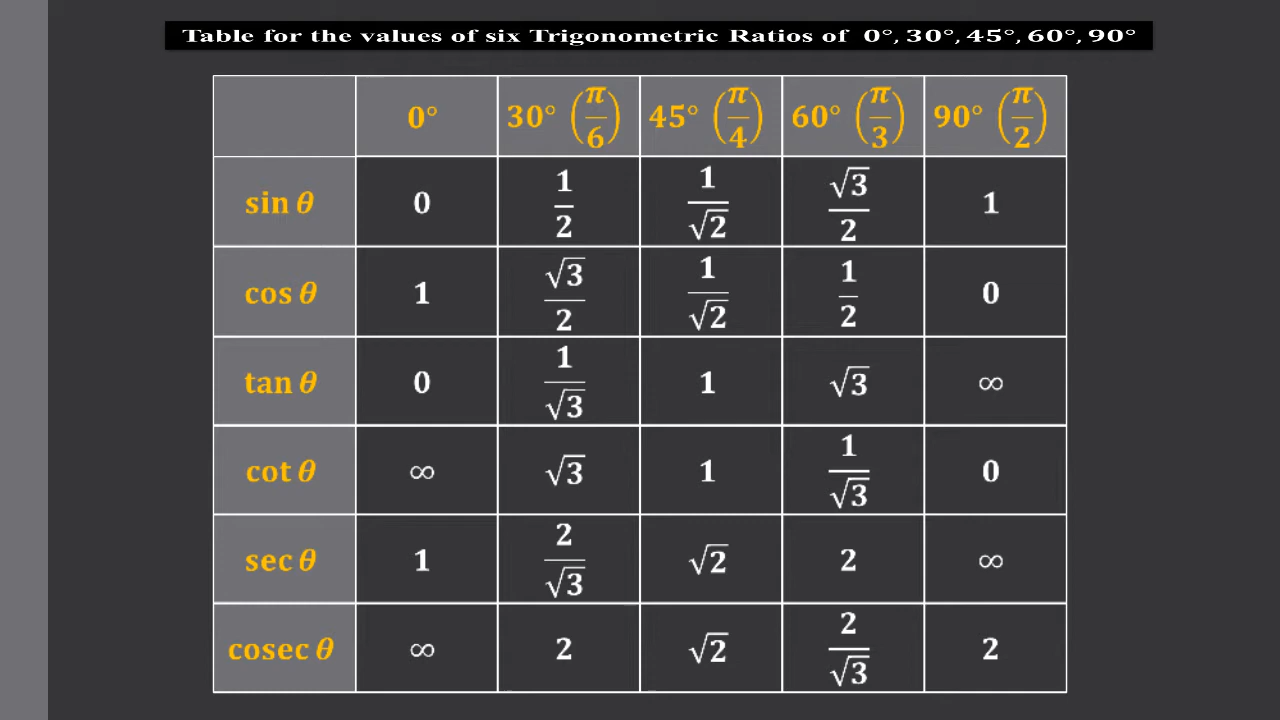 Table for the values of six Trigonometric Ratios of 0°, 30°, 45°, 60°, 90°
0° 30° (π/6) 45° (π/4) 60° (π/3) 90° (π/2)
sin θ 0 1/2 1/√2 √3/2 1
cos θ 1 √3/2 1/√2 1/2 0
tan θ 0 1/√3 1 √3 ∞
cot θ ∞ √3 1 1/√3 0
sec θ 1 2/√3 √2 2 ∞
cosec θ ∞ 2 √2 2/√3 2